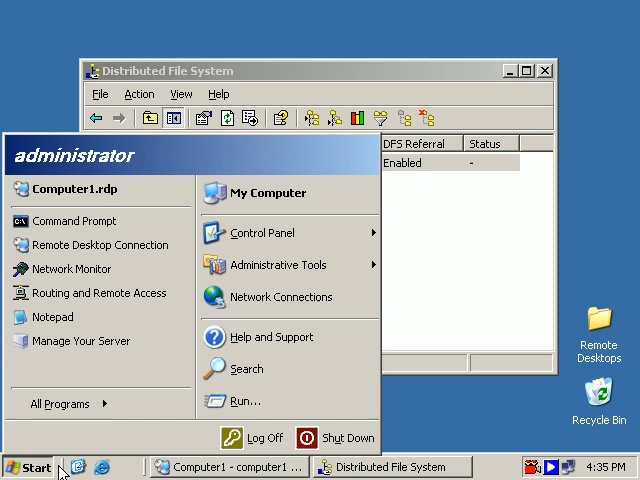 Distributed File System
File Action View Help
DFS Referral Status
Enabled -
administrator
Computer1.rdp
Command Prompt
Remote Desktop Connection
Network Monitor
Routing and Remote Access
Notepad
Manage Your Server
All Programs
My Computer
Control Panel
Administrative Tools
Network Connections
Help and Support
Search
Run...
Log Off Shut Down
Remote
Desktops
Recycle Bin
Start Computer1 - computer1 ... Distributed File System 4:35 PM